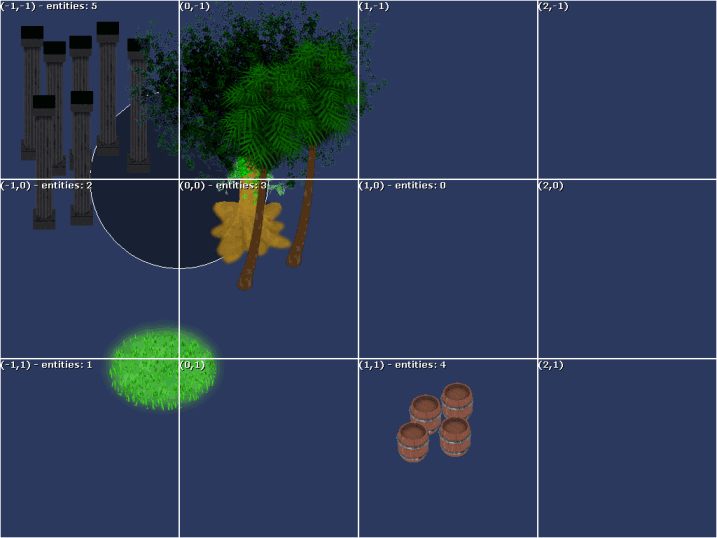 (-1,-1) - entities: 5
(0,-1)
(1,-1)
(2,-1)
(-1,0) - entities: 2
(0,0) - entities: 3
(1,0) - entities: 0
(2,0)
(-1,1) - entities: 1
(0,1)
(1,1) - entities: 4
(2,1)